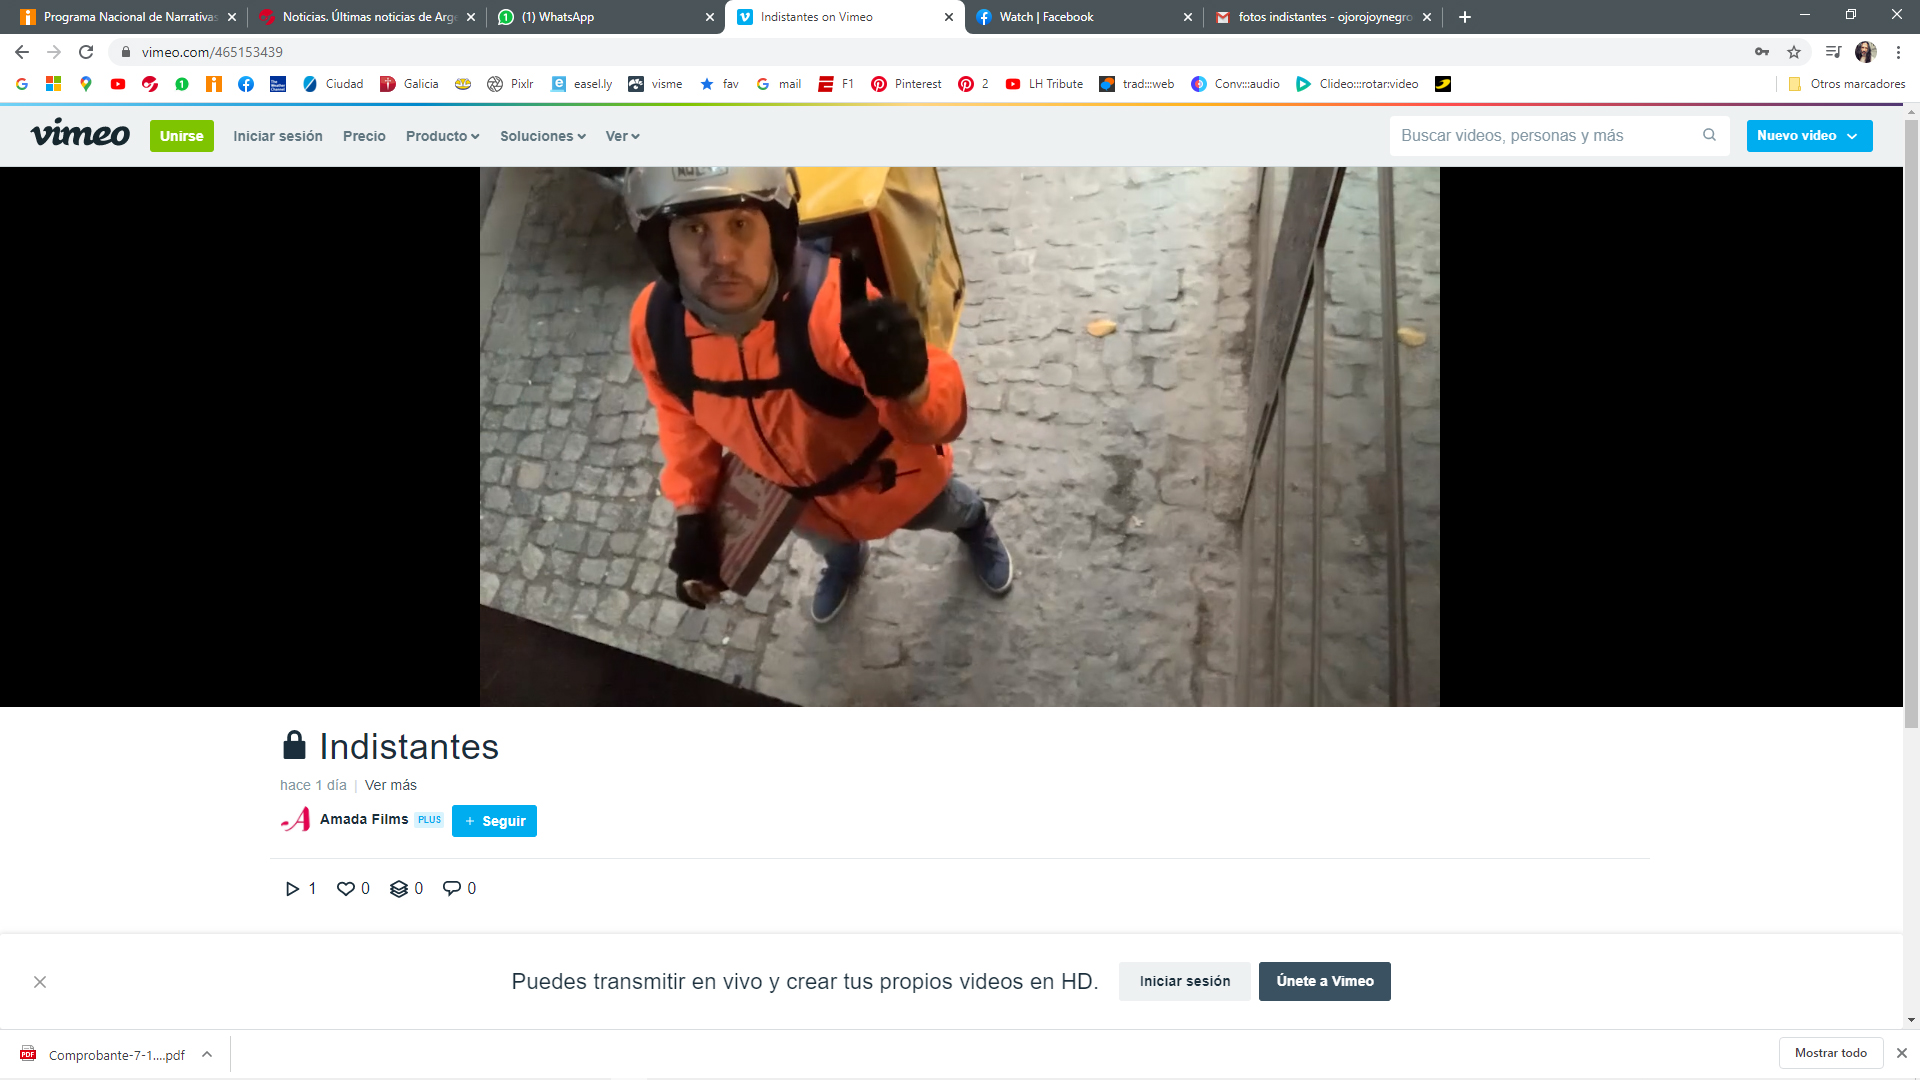 Programa Nacional de Narrativas
Noticias. Últimas noticias de Arge
(1) WhatsApp
Indistantes on Vimeo
Watch | Facebook
fotos indistantes - ojorojoynegro
vimeo.com/465153439
Ciudad
Galicia
Pixlr
easel.ly
visme
fav
mail
F1
Pinterest
2
LH Tribute
trad:::web
Conv:::audio
Clideo:::rotar:video
Otros marcadores
vimeo
Unirse
Iniciar sesión
Precio
Producto
Soluciones
Ver
Buscar videos, personas y más
Nuevo video
Indistantes
hace 1 día | Ver más
Amada Films PLUS + Seguir
1 0 0 0
Puedes transmitir en vivo y crear tus propios videos en HD.
Iniciar sesión
Únete a Vimeo
PDF
Comprobante-7-1....pdf
Mostrar todo